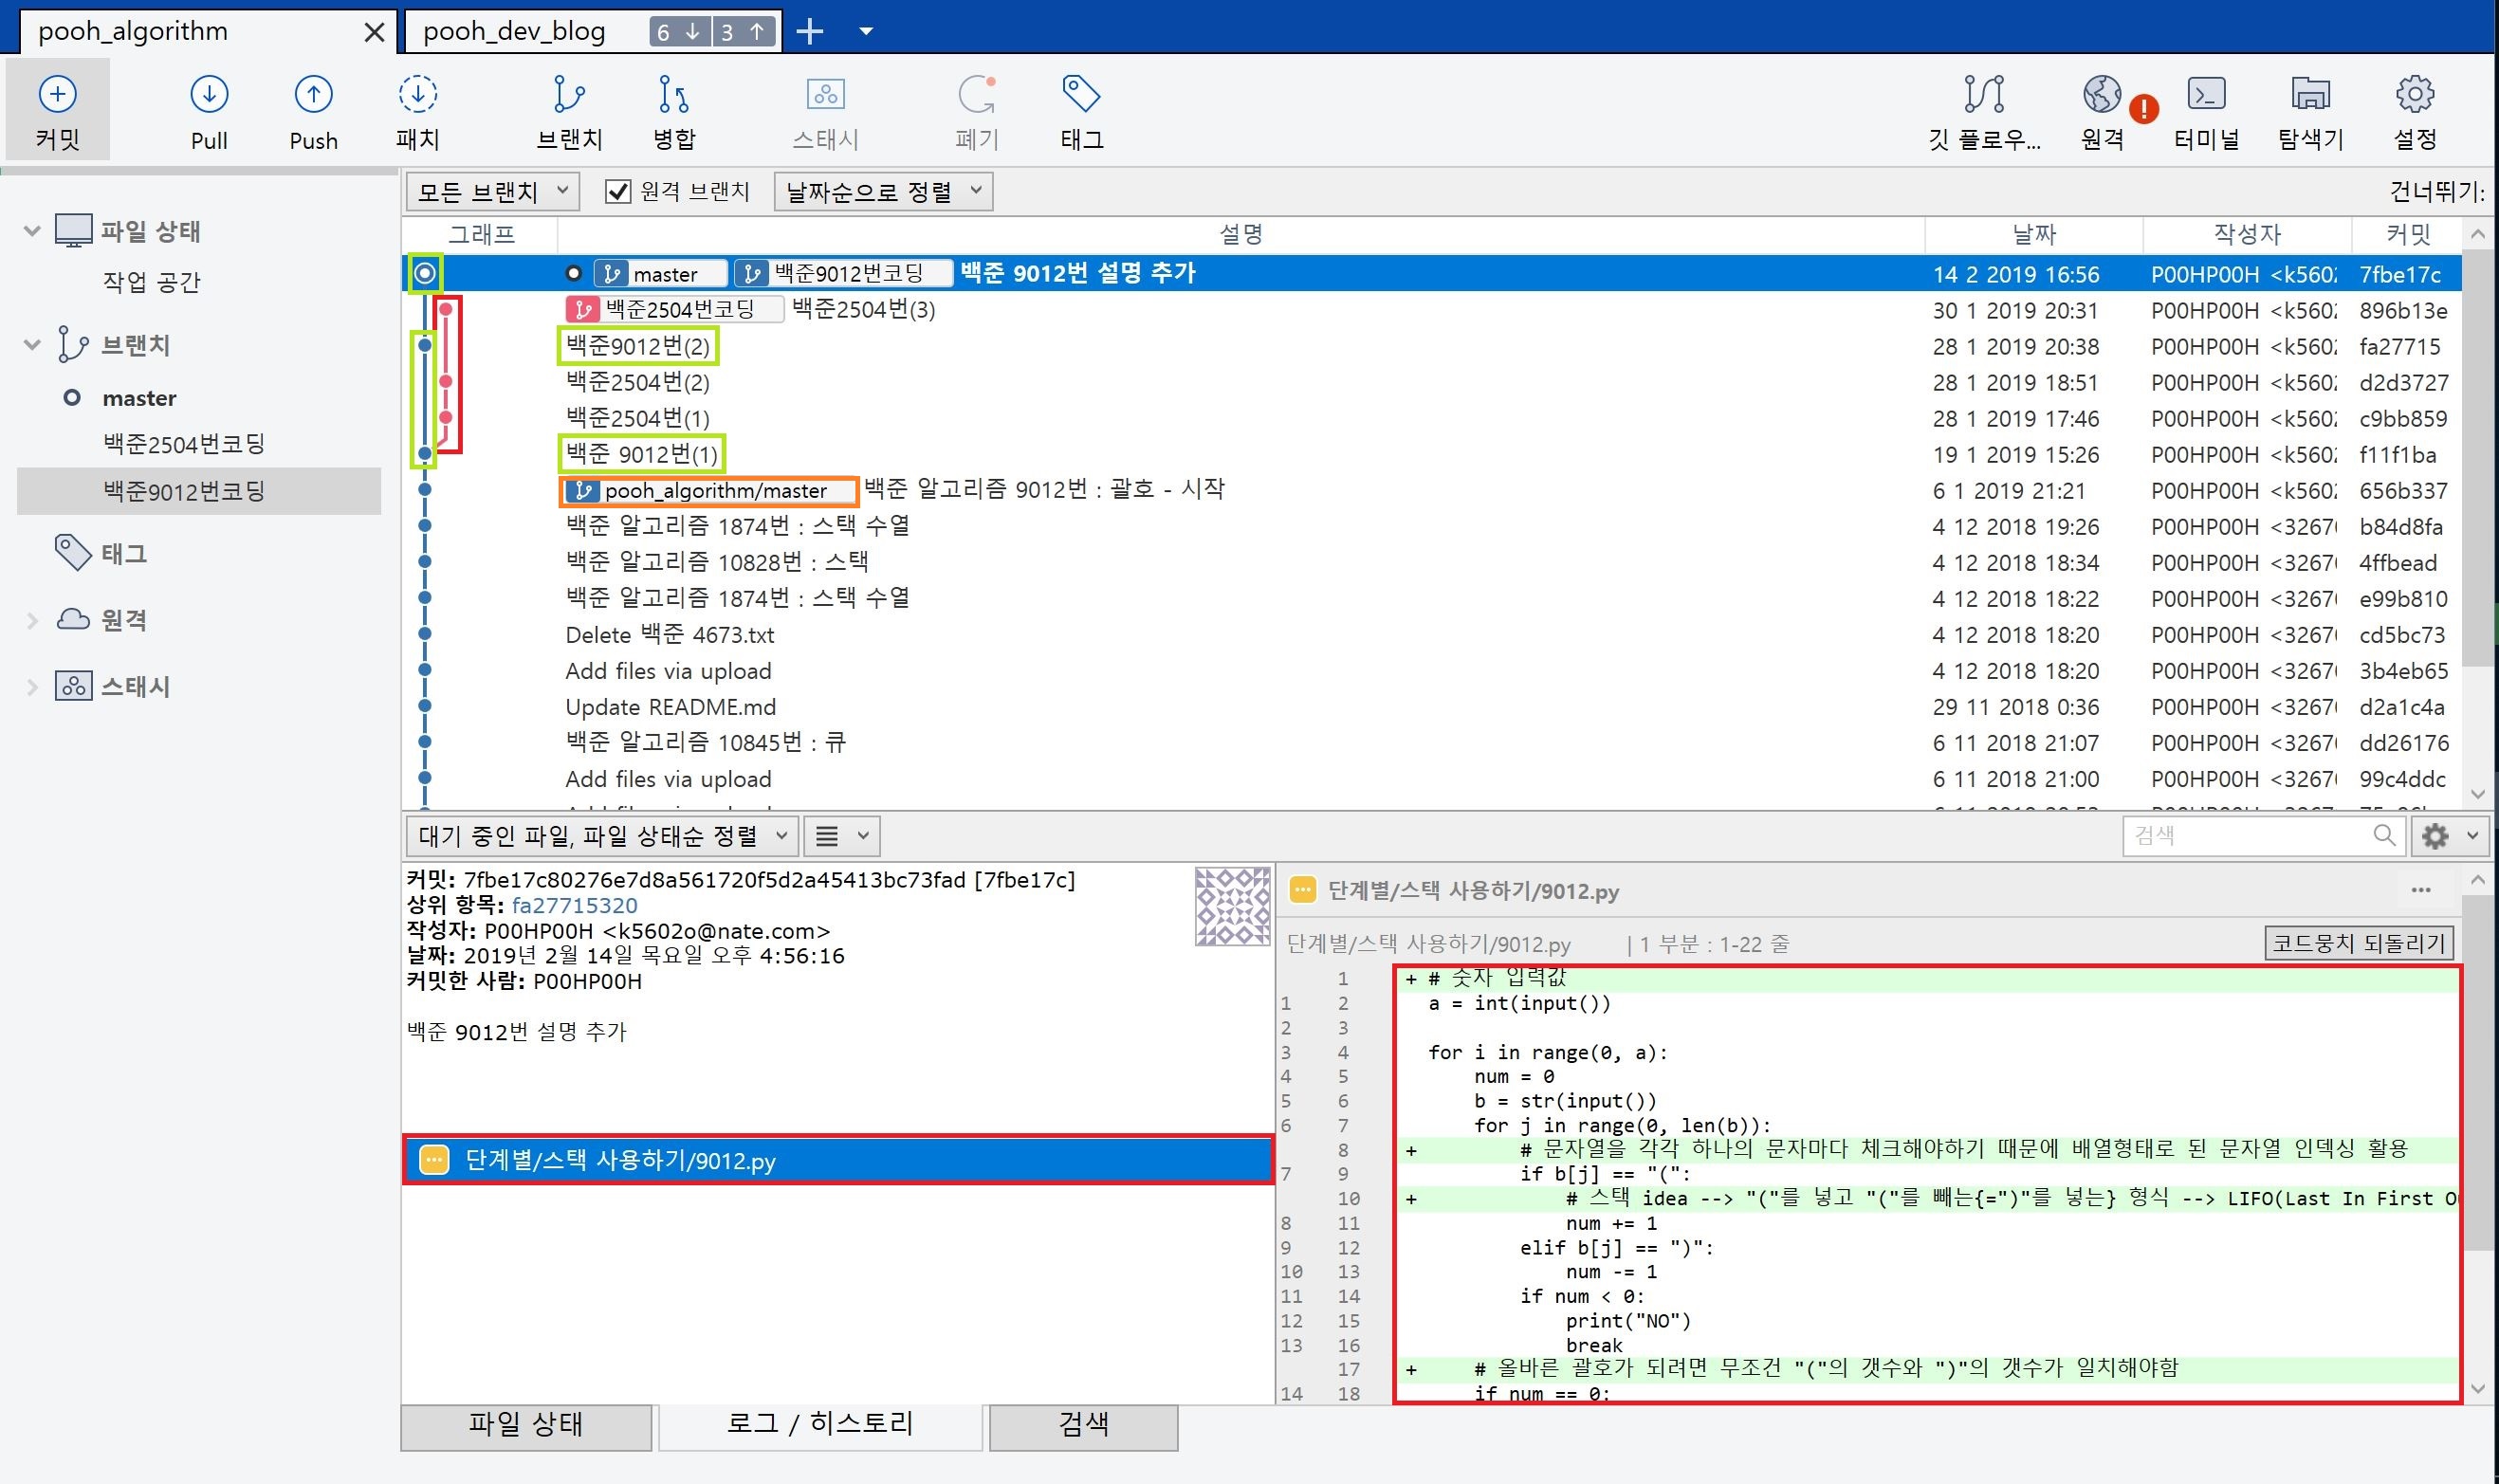 pooh_algorithm
pooh_dev_blog 6 ↓ 3 ↑
커밋 Pull Push 패치 브랜치 병합 스태시 폐기 태그 깃 플로우... 원격 터미널 탐색기 설정
모든 브랜치 원격 브랜치 날짜순으로 정렬 건너뛰기:
파일 상태
작업 공간
브랜치
master
백준2504번코딩
백준9012번코딩
태그
원격
스태시
그래프 설명 날짜 작성자 커밋
master 백준9012번코딩 백준 9012번 설명 추가 14 2 2019 16:56 P00HP00H <k5602 7fbe17c
백준2504번코딩 백준2504번(3) 30 1 2019 20:31 P00HP00H <k5602 896b13e
백준9012번(2) 28 1 2019 20:38 P00HP00H <k5602 fa27715
백준2504번(2) 28 1 2019 18:51 P00HP00H <k5602 d2d3727
백준2504번(1) 28 1 2019 17:46 P00HP00H <k5602 c9bb859
백준 9012번(1) 19 1 2019 15:26 P00HP00H <k5602 f11f1ba
pooh_algorithm/master 백준 알고리즘 9012번 : 괄호 - 시작 6 1 2019 21:21 P00HP00H <k5602 656b337
백준 알고리즘 1874번 : 스택 수열 4 12 2018 19:26 P00HP00H <3267 b84d8fa
백준 알고리즘 10828번 : 스택 4 12 2018 18:34 P00HP00H <3267 4ffbead
백준 알고리즘 1874번 : 스택 수열 4 12 2018 18:22 P00HP00H <3267 e99b810
Delete 백준 4673.txt 4 12 2018 18:20 P00HP00H <3267 cd5bc73
Add files via upload 4 12 2018 18:20 P00HP00H <3267 3b4eb65
Update README.md 29 11 2018 0:36 P00HP00H <3267 d2a1c4a
백준 알고리즘 10845번 : 큐 6 11 2018 21:07 P00HP00H <3267 dd26176
Add files via upload 6 11 2018 21:00 P00HP00H <3267 99c4ddc
대기 중인 파일, 파일 상태순 정렬 검색
커밋: 7fbe17c80276e7d8a561720f5d2a45413bc73fad [7fbe17c]
상위 항목: fa27715320
작성자: P00HP00H <k5602o@nate.com>
날짜: 2019년 2월 14일 목요일 오후 4:56:16
커밋한 사람: P00HP00H
백준 9012번 설명 추가
단계별/스택 사용하기/9012.py
단계별/스택 사용하기/9012.py ...
단계별/스택 사용하기/9012.py | 1 부분 : 1-22 줄 코드뭉치 되돌리기
1 + # 숫자 입력값
1 2 a = int(input())
2 3
3 4 for i in range(0, a):
4 5 num = 0
5 6 b = str(input())
6 7 for j in range(0, len(b)):
8 + # 문자열을 각각 하나의 문자마다 체크해야하기 때문에 배열형태로 된 문자열 인덱싱 활용
7 9 if b[j] == "(":
10 + # 스택 idea --> "("를 넣고 "("를 빼는{=")"를 넣는} 형식 --> LIFO(Last In First O
8 11 num += 1
9 12 elif b[j] == ")":
10 13 num -= 1
11 14 if num < 0:
12 15 print("NO")
13 16 break
17 + # 올바른 괄호가 되려면 무조건 "("의 갯수와 ")"의 갯수가 일치해야함
14 18 if num == 0:
파일 상태 로그 / 히스토리 검색